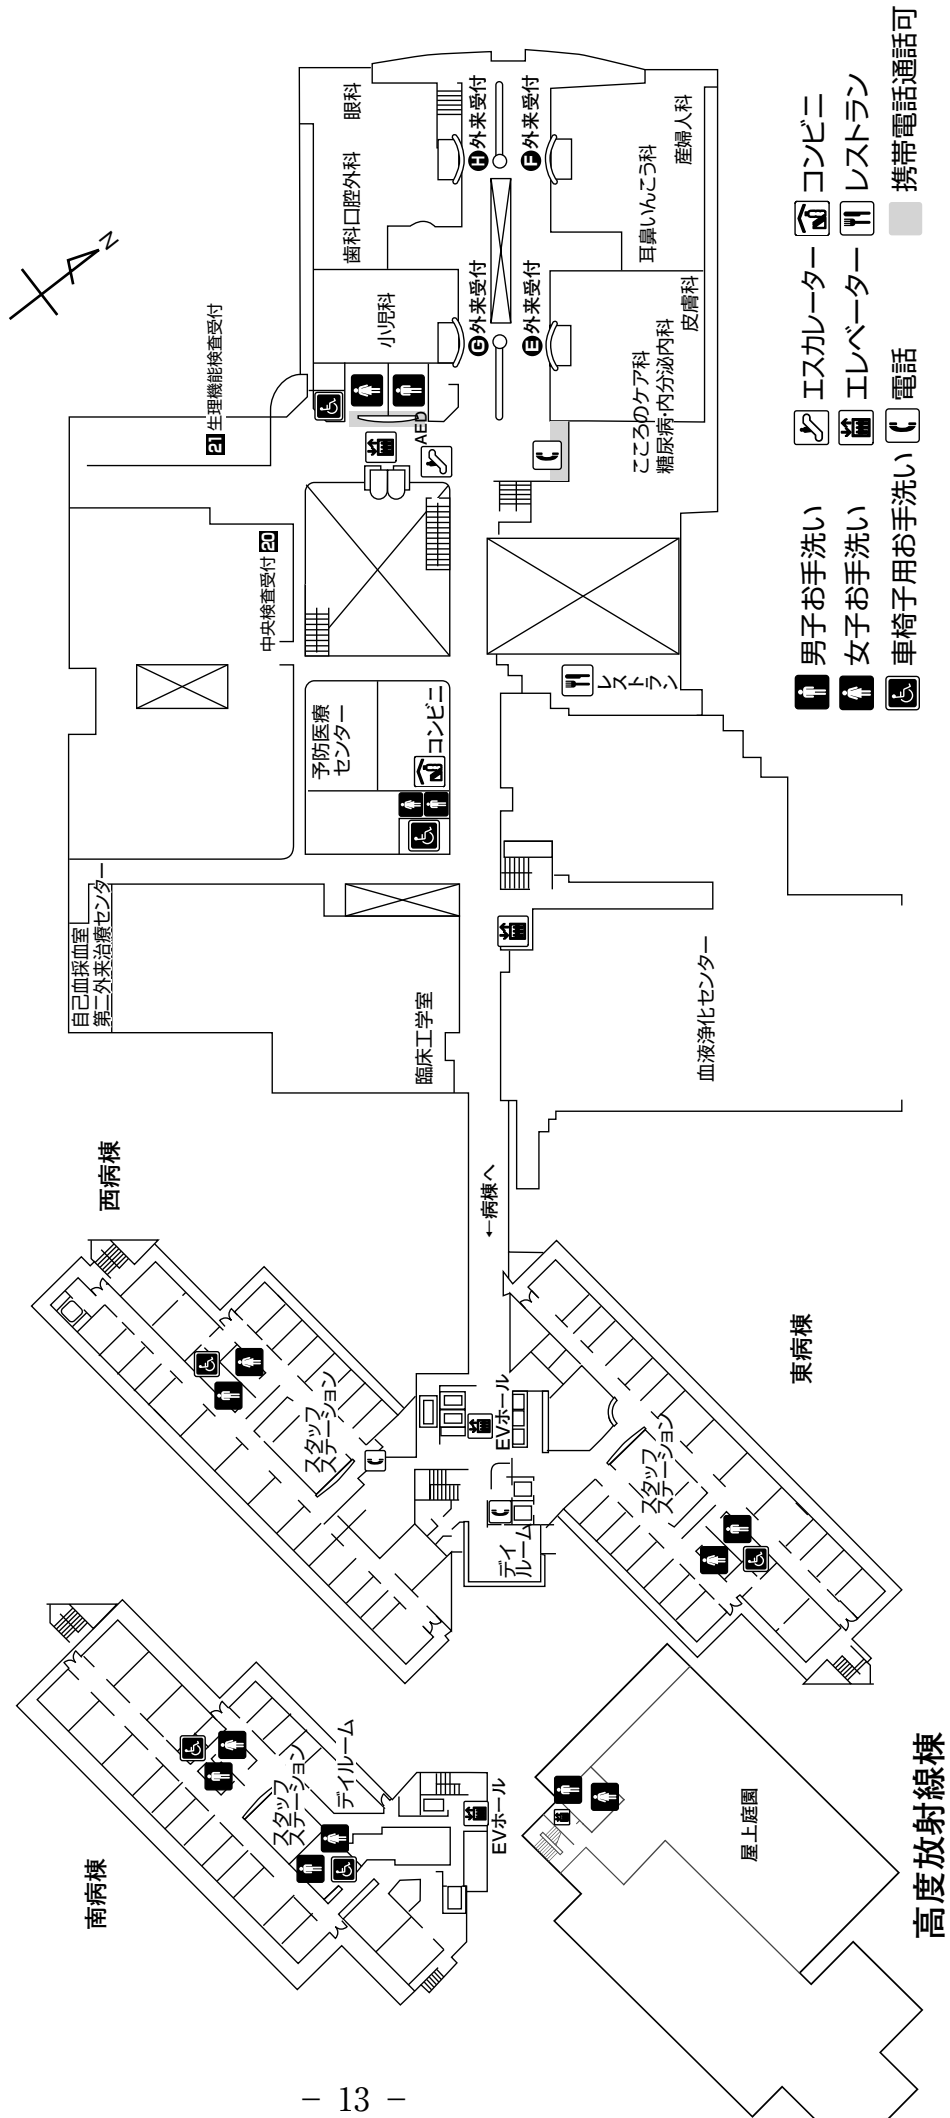 眼科
歯科口腔外科
小児科
H外来受付
G外来受付
F外来受付
E外来受付
産婦人科
耳鼻いんこう科
皮膚科
こころのケア科
糖尿病・内分泌内科
N
21 生理機能検査受付
AED
中央検査受付 20
レストラン
予防医療
センター
コンビニ
自己血採血室
第二外来治療センター
臨床工学室
血液浄化センター
←病棟へ
西病棟
スタッフ
ステーション
EVホール
デイ
ルーム
東病棟
スタッフ
ステーション
南病棟
スタッフ
ステーション
デイルーム
EVホール
屋上庭園
高度放射線棟
男子お手洗い
女子お手洗い
車椅子用お手洗い
エスカレーター
エレベーター
電話
コンビニ
レストラン
携帯電話通話可
− 13 −